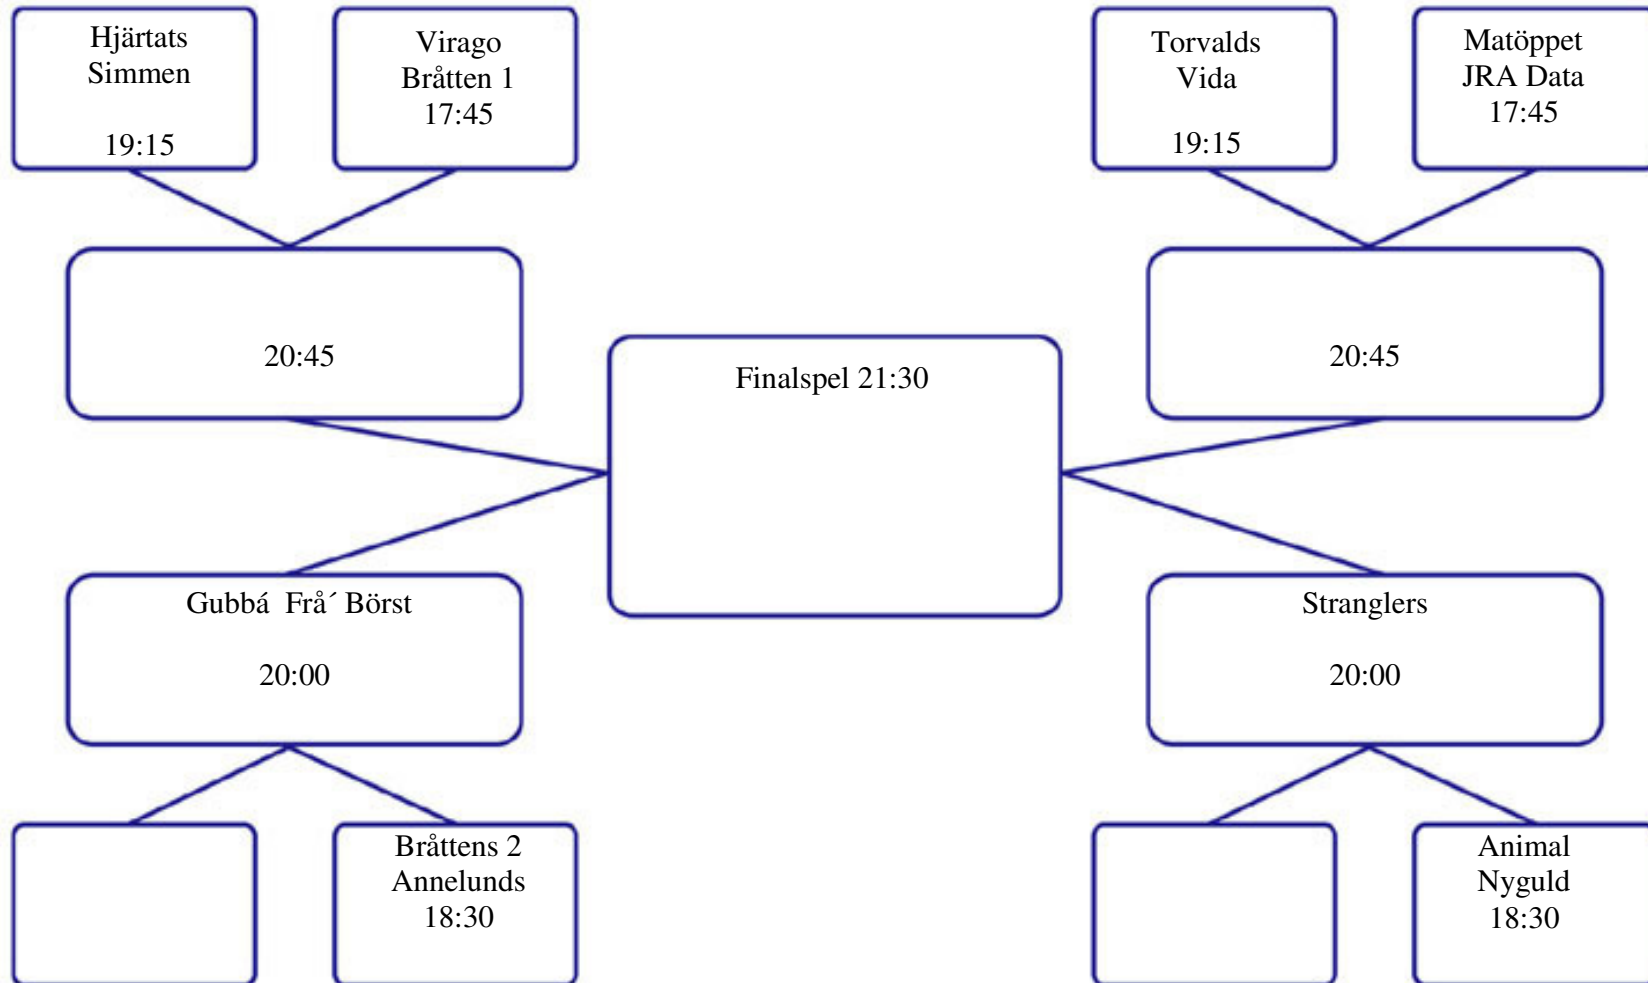 Hjärtats
Simmen
19:15
Virago
Bråtten 1
17:45
Torvalds
Vida
19:15
Matöppet
JRA Data
17:45
20:45
20:45
Finalspel 21:30
Gubbá  Frå´ Börst
20:00
Stranglers
20:00
Bråttens 2
Annelunds
18:30
Animal
Nyguld
18:30